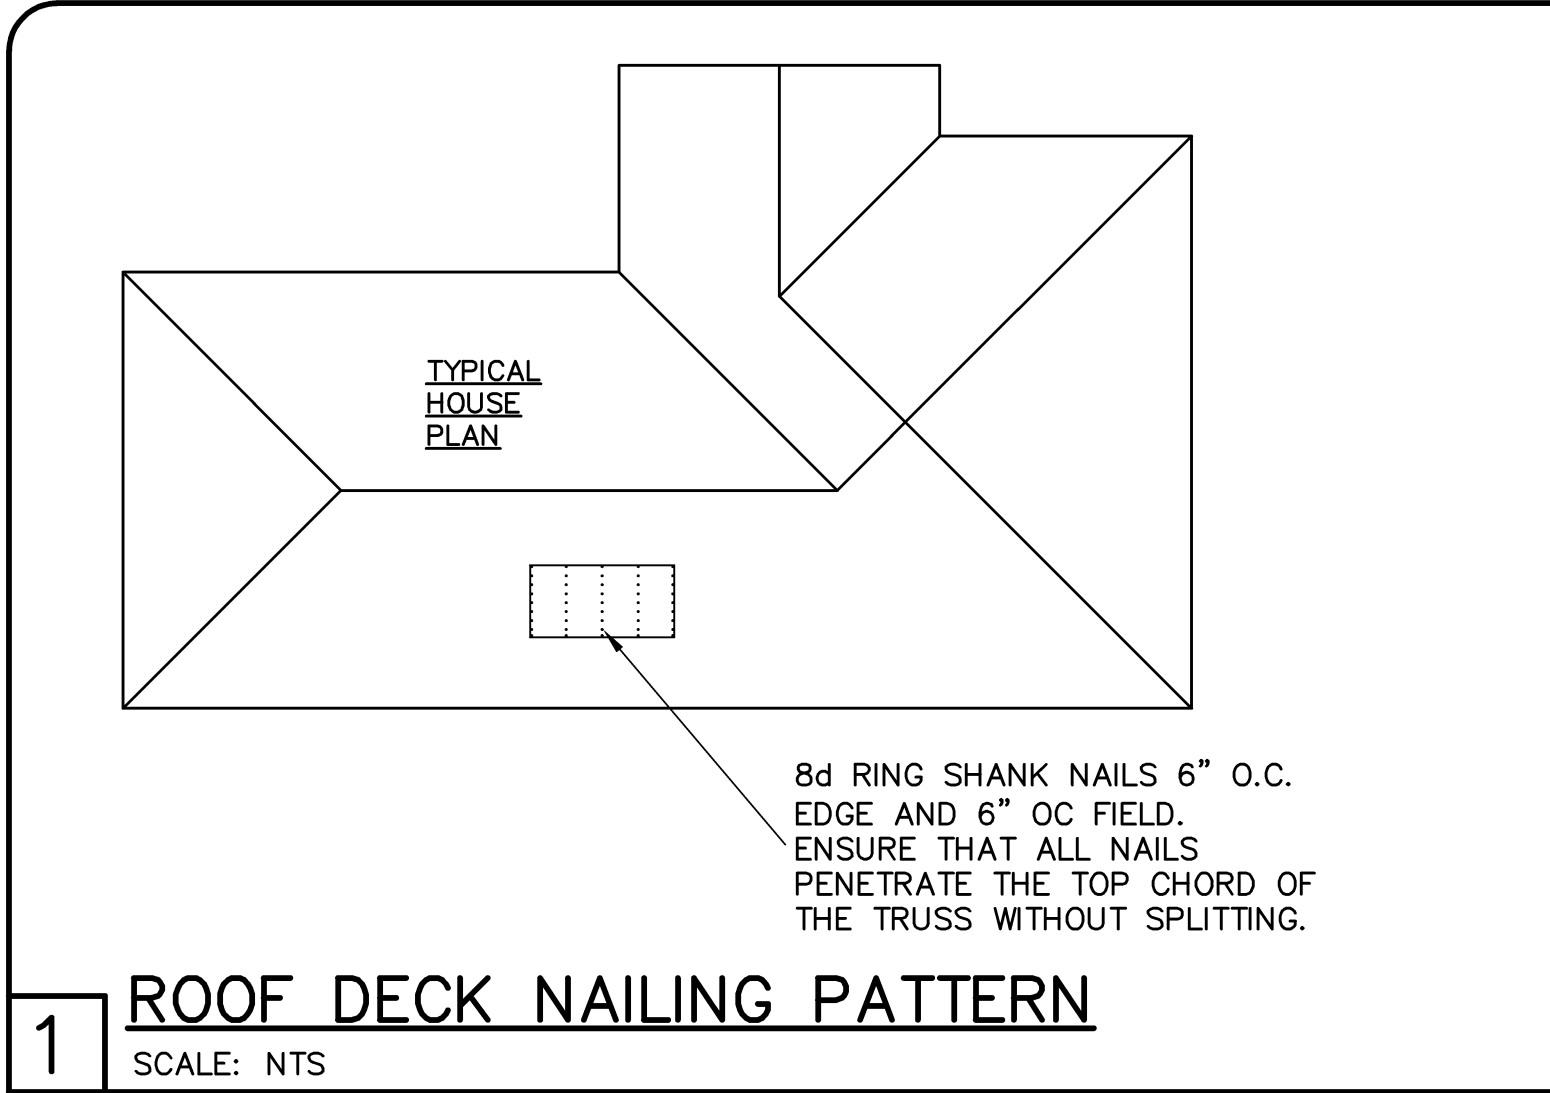 TYPICAL
HOUSE
PLAN
8d RING SHANK NAILS 6” O.C.
EDGE AND 6” OC FIELD.
ENSURE THAT ALL NAILS
PENETRATE THE TOP CHORD OF
THE TRUSS WITHOUT SPLITTING.
1
ROOF DECK NAILING PATTERN
SCALE: NTS